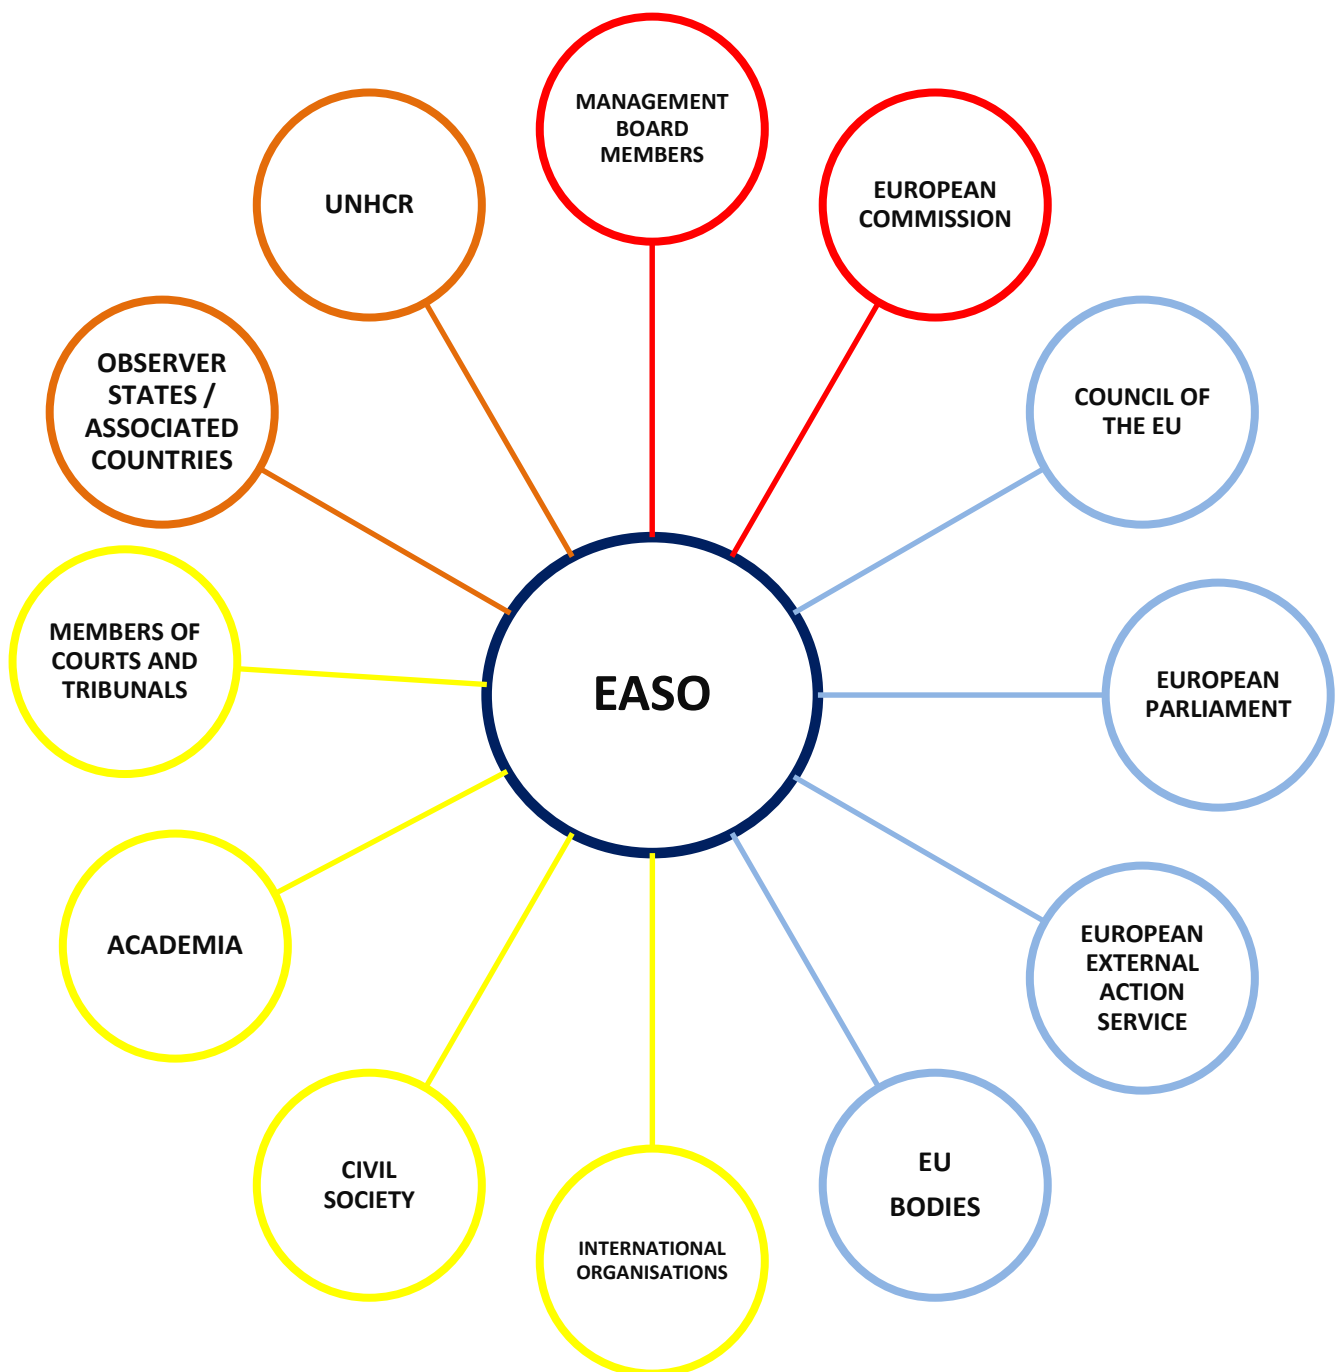 MANAGEMENT
BOARD
MEMBERS
EUROPEAN
COMMISSION
COUNCIL OF
THE EU
EUROPEAN
PARLIAMENT
EUROPEAN
EXTERNAL
ACTION
SERVICE
EU
BODIES
INTERNATIONAL
ORGANISATIONS
CIVIL
SOCIETY
ACADEMIA
MEMBERS OF
COURTS AND
TRIBUNALS
OBSERVER
STATES /
ASSOCIATED
COUNTRIES
UNHCR
EASO